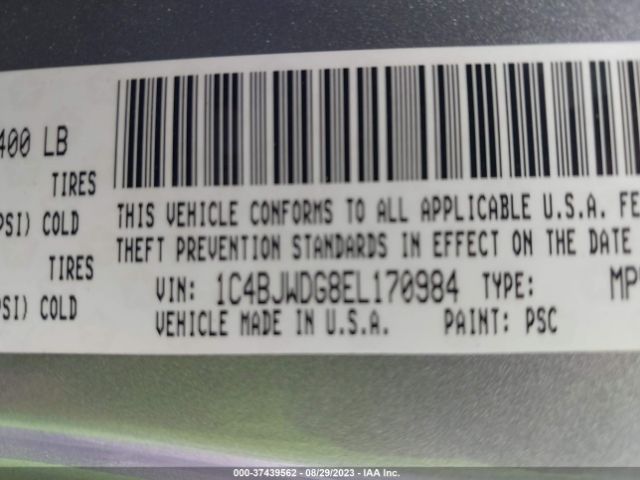 400 LB
TIRES
PSI) COLD
TIRES
PSI) COLD
THIS VEHICLE CONFORMS TO ALL APPLICABLE U.S.A. FE
THEFT PREVENTION STANDARDS IN EFFECT ON THE DATE
VIN: 1C4BJWDG8EL170984 TYPE: MP
VEHICLE MADE IN U.S.A. PAINT: PSC
000-37439562 - 08/29/2023 - IAA Inc.